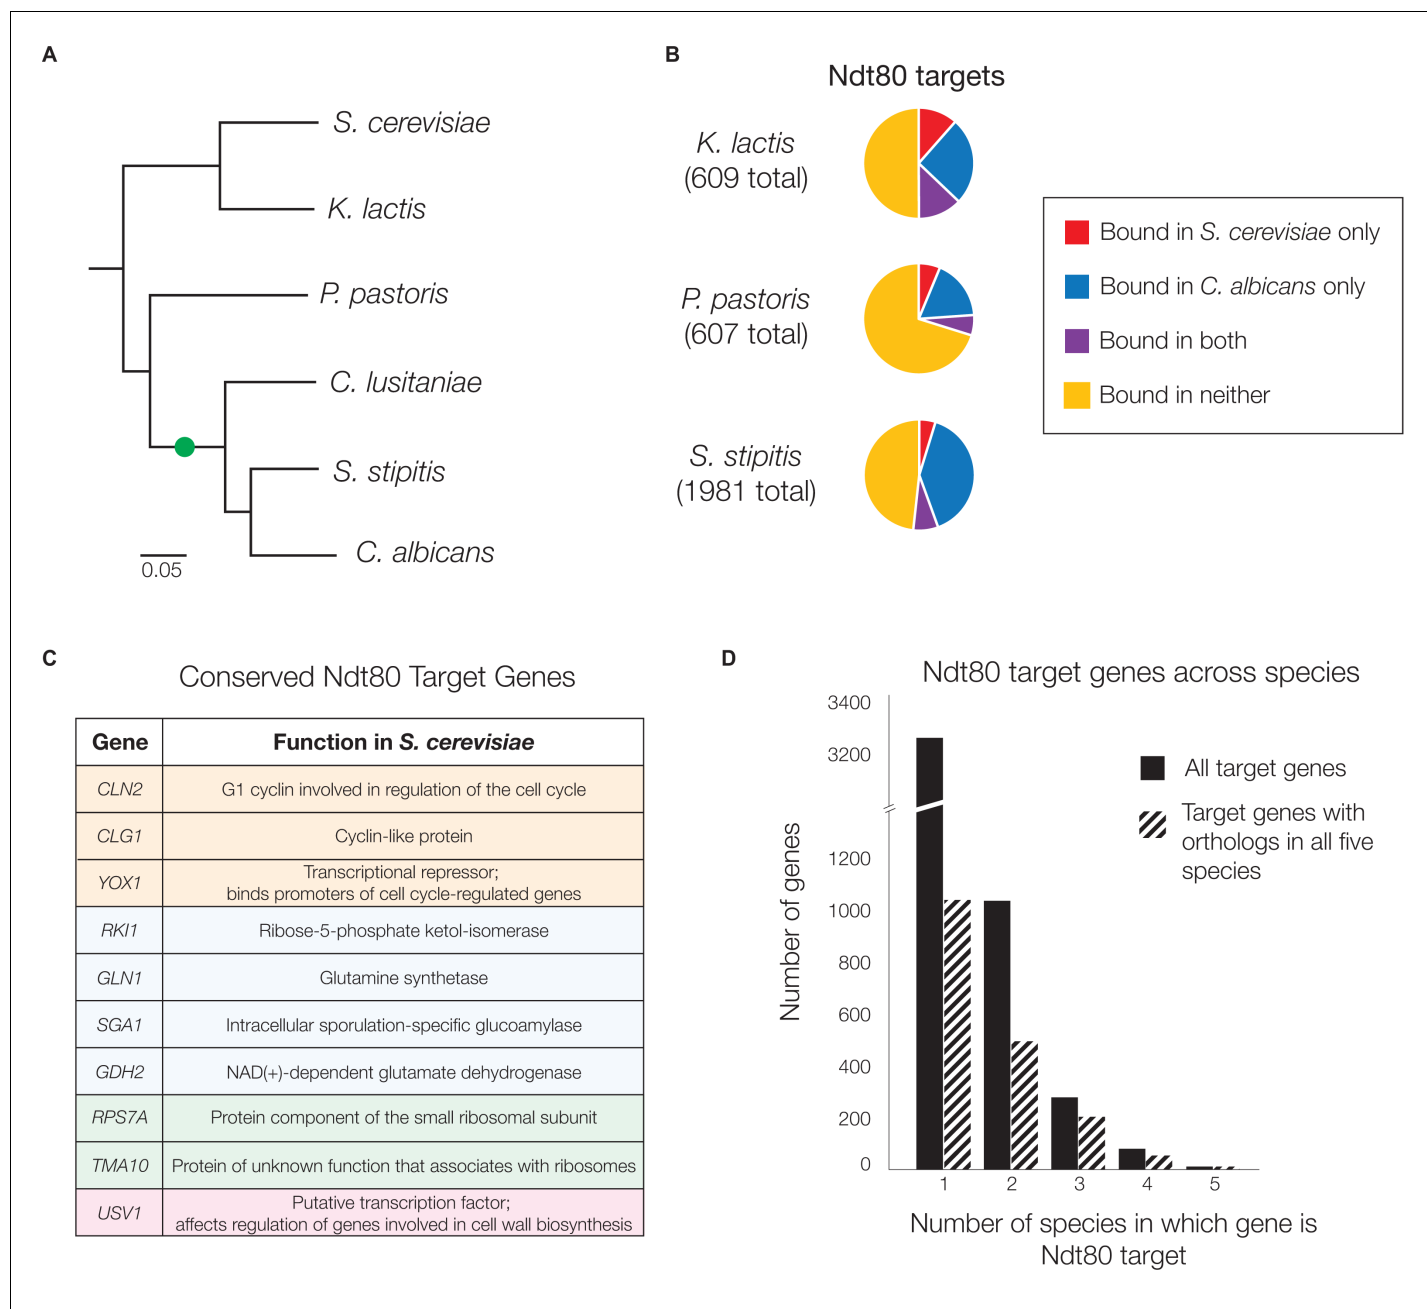 A
S. cerevisiae
K. lactis
P. pastoris
C. lusitaniae
S. stipitis
C. albicans
0.05
B
Ndt80 targets
K. lactis
(609 total)
P. pastoris
(607 total)
S. stipitis
(1981 total)
Bound in S. cerevisiae only
Bound in C. albicans only
Bound in both
Bound in neither
C
Conserved Ndt80 Target Genes
Gene Function in S. cerevisiae
CLN2 G1 cyclin involved in regulation of the cell cycle
CLG1 Cyclin-like protein
YOX1 Transcriptional repressor;
binds promoters of cell cycle-regulated genes
RKI1 Ribose-5-phosphate ketol-isomerase
GLN1 Glutamine synthetase
SGA1 Intracellular sporulation-specific glucoamylase
GDH2 NAD(+)-dependent glutamate dehydrogenase
RPS7A Protein component of the small ribosomal subunit
TMA10 Protein of unknown function that associates with ribosomes
USV1 Putative transcription factor;
affects regulation of genes involved in cell wall biosynthesis
D
Ndt80 target genes across species
3400
3200
1200
1000
800
600
400
200
0
Number of genes
All target genes
Target genes with
orthologs in all five
species
1 2 3 4 5
Number of species in which gene is
Ndt80 target